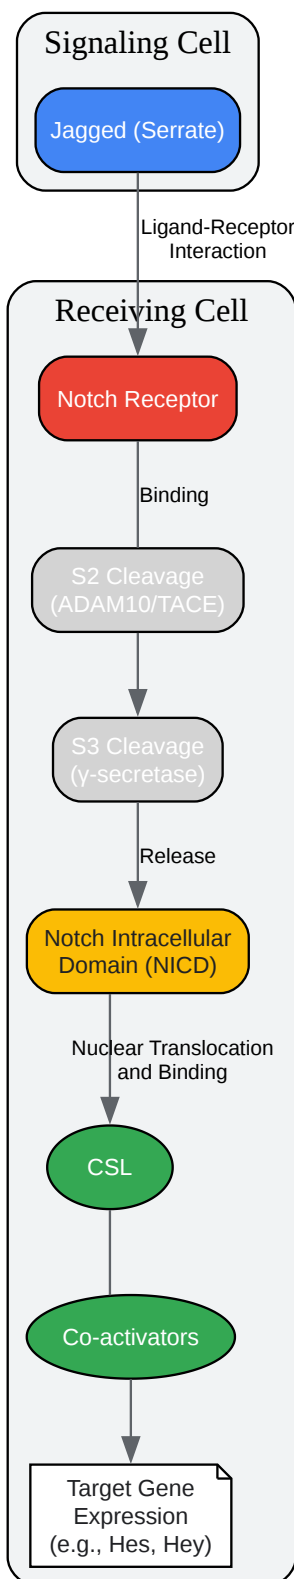 Signaling Cell
Jagged (Serrate)
Ligand-Receptor
Interaction
Receiving Cell
Notch Receptor
Binding
S2 Cleavage
(ADAM10/TACE)
S3 Cleavage
(γ-secretase)
Release
Notch Intracellular
Domain (NICD)
Nuclear Translocation
and Binding
CSL
Co-activators
Target Gene
Expression
(e.g., Hes, Hey)